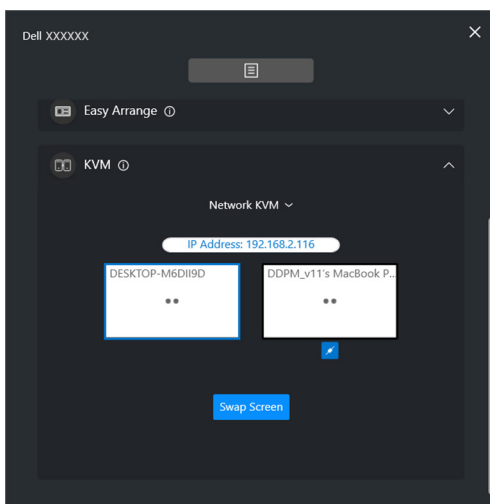 Dell XXXXXX
Easy Arrange
KVM
Network KVM
IP Address: 192.168.2.116
DESKTOP-M6DII9D
DDPM_v11's MacBook P...
Swap Screen